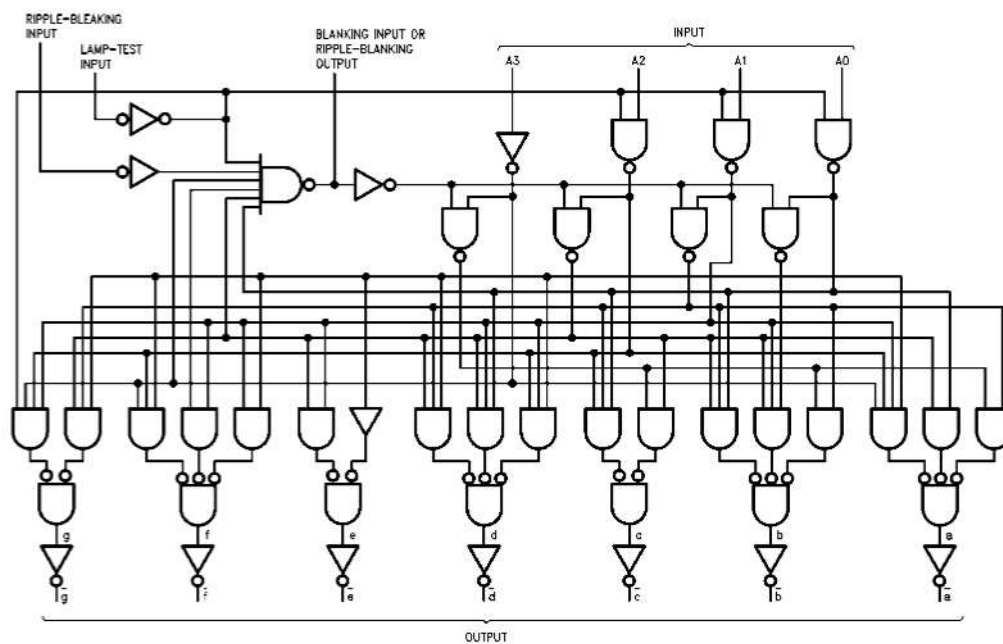 RIPPLE-BLEAKING
INPUT
LAMP-TEST
INPUT
BLANKING INPUT OR
RIPPLE-BLANKING
OUTPUT
INPUT
A3
A2
A1
A0
g
f
e
d
c
b
a
g̅
f̅
e̅
d̅
c̅
b̅
a̅
OUTPUT